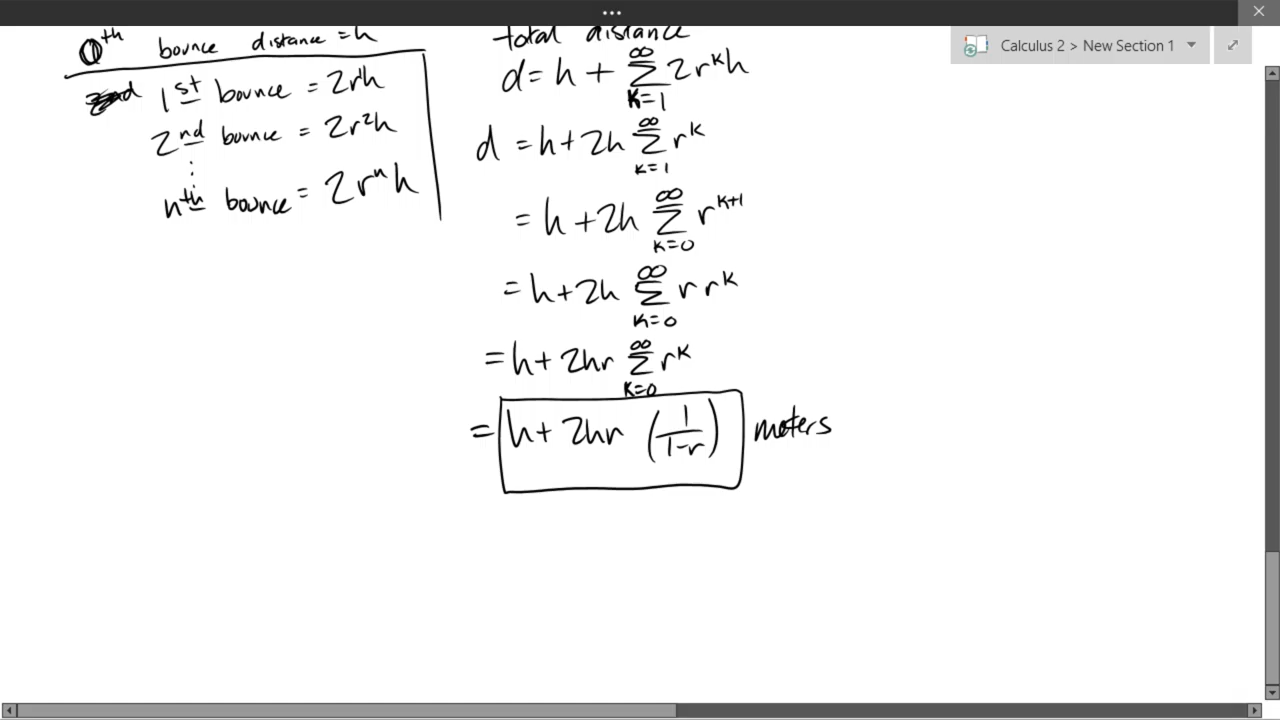 Calculus 2 > New Section 1
0th bounce distance = h
1st bounce = 2r¹h
2nd bounce = 2r²h
⋮
nth bounce = 2rⁿh
total distance
d = h + ∑_{k=1}^{∞} 2r^k h
d = h + 2h ∑_{k=1}^{∞} r^k
= h + 2h ∑_{k=0}^{∞} r^{k+1}
= h + 2h ∑_{k=0}^{∞} r r^k
= h + 2hr ∑_{k=0}^{∞} r^k
= h + 2hr (1/(1-r)) meters